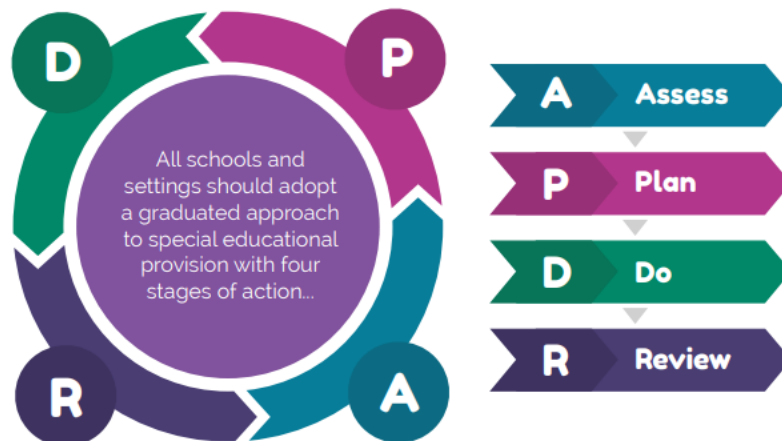 D
P
All schools and
settings should adopt
a graduated approach
to special educational
provision with four
stages of action...
R
A
A Assess
P Plan
D Do
R Review